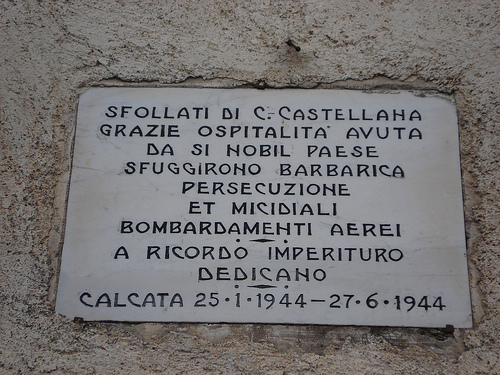 SFOLLATI DI C.-CASTELLANA
GRAZIE OSPITALITA' AVUTA
DA SI NOBIL PAESE
SFUGGIRONO BARBARICA
PERSECUZIONE
ET MICIDIALI
BOMBARDAMENTI AEREI
A RICORDO IMPERITURO
DEDICANO
CALCATA 25·1·1944—27·6·1944